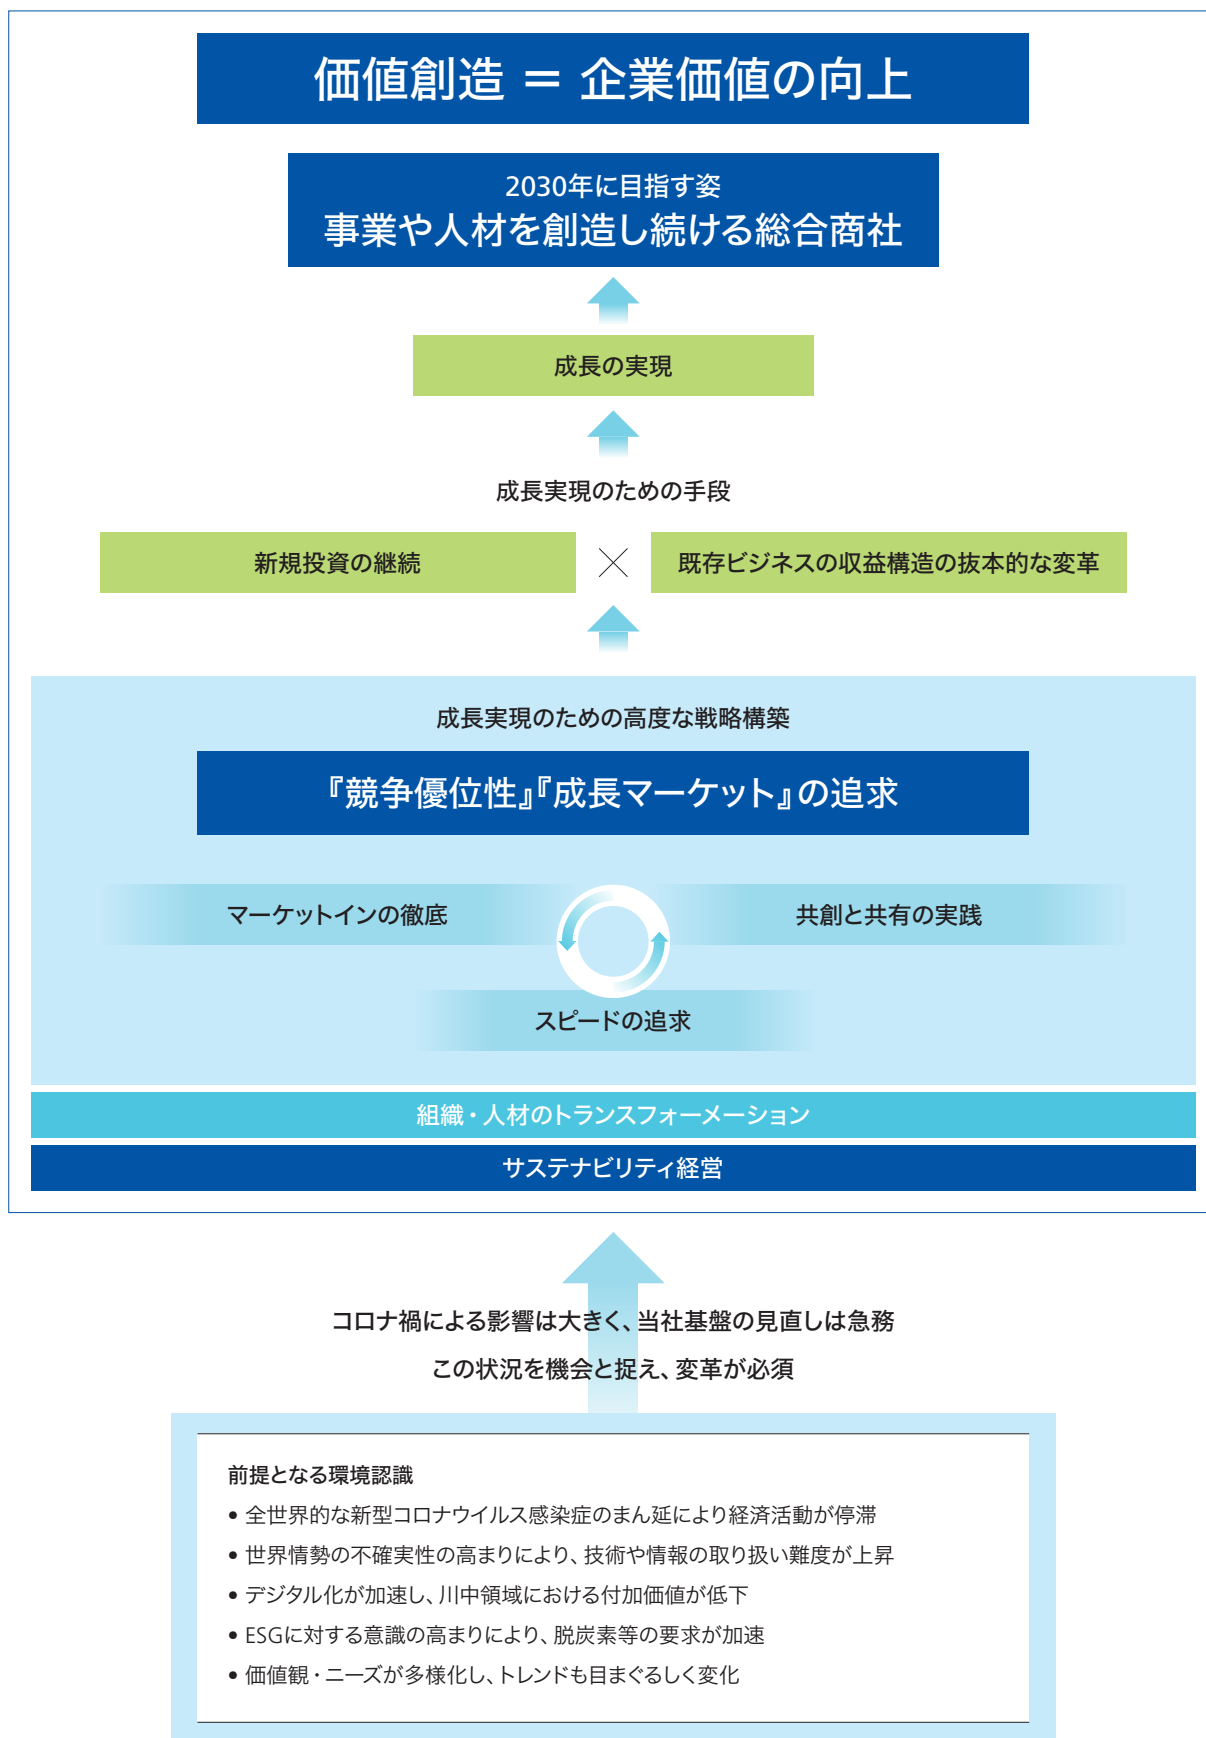 価値創造 ＝ 企業価値の向上
2030年に目指す姿
事業や人材を創造し続ける総合商社
成長の実現
成長実現のための手段
新規投資の継続
×
既存ビジネスの収益構造の抜本的な変革
成長実現のための高度な戦略構築
『競争優位性』『成長マーケット』の追求
マーケットインの徹底
共創と共有の実践
スピードの追求
組織・人材のトランスフォーメーション
サステナビリティ経営
コロナ禍による影響は大きく、当社基盤の見直しは急務
この状況を機会と捉え、変革が必須
前提となる環境認識
• 全世界的な新型コロナウイルス感染症のまん延により経済活動が停滞
• 世界情勢の不確実性の高まりにより、技術や情報の取り扱い難度が上昇
• デジタル化が加速し、川中領域における付加価値が低下
• ESGに対する意識の高まりにより、脱炭素等の要求が加速
• 価値観・ニーズが多様化し、トレンドも目まぐるしく変化